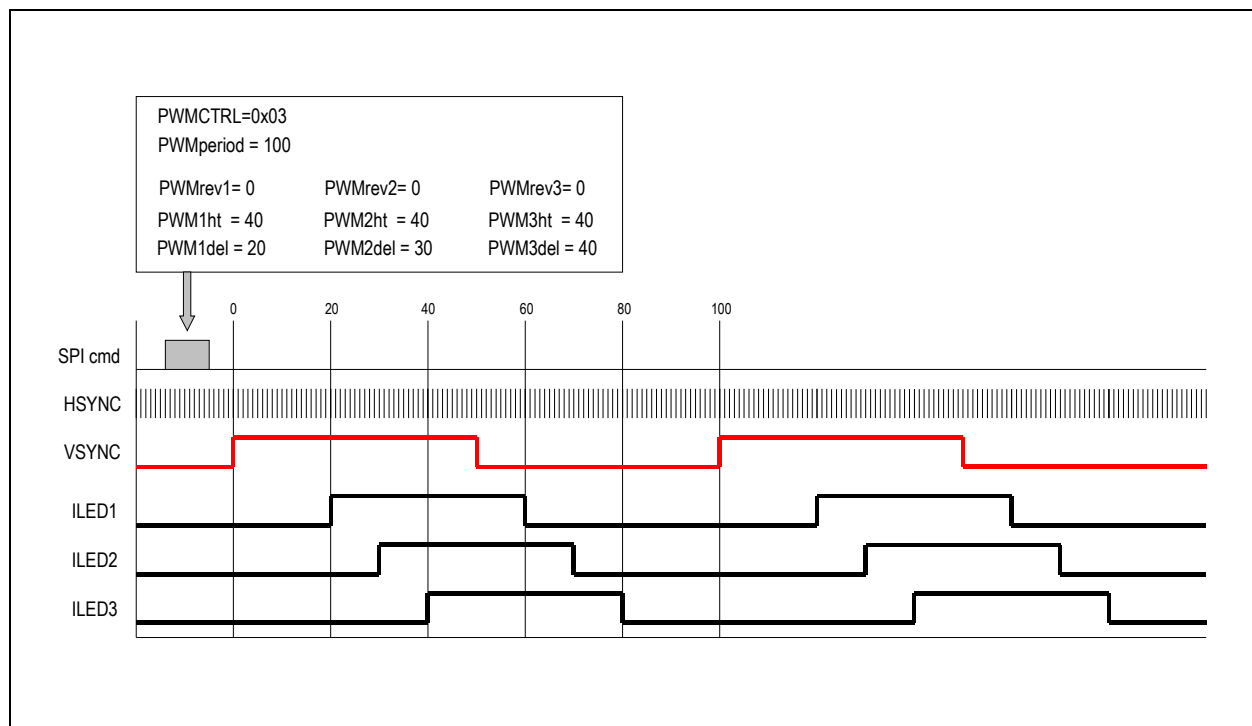 PWMCTRL=0x03
PWMperiod = 100
PWMrev1= 0 PWMrev2= 0 PWMrev3= 0
PWM1ht = 40 PWM2ht = 40 PWM3ht = 40
PWM1del = 20 PWM2del = 30 PWM3del = 40
0 20 40 60 80 100
SPI cmd
HSYNC
VSYNC
ILED1
ILED2
ILED3